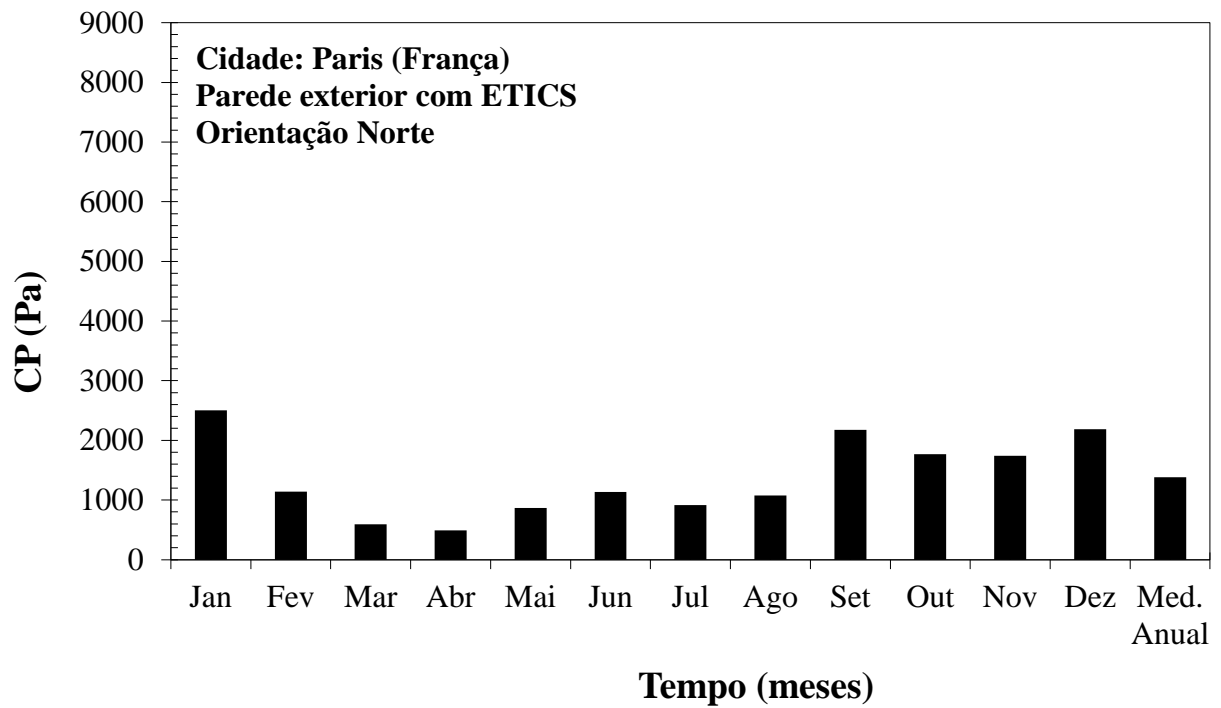 9000
8000
7000
6000
5000
4000
3000
2000
1000
0
CP (Pa)
Cidade: Paris (França)
Parede exterior com ETICS
Orientação Norte
Jan Fev Mar Abr Mai Jun Jul Ago Set Out Nov Dez Med.
Anual
Tempo (meses)